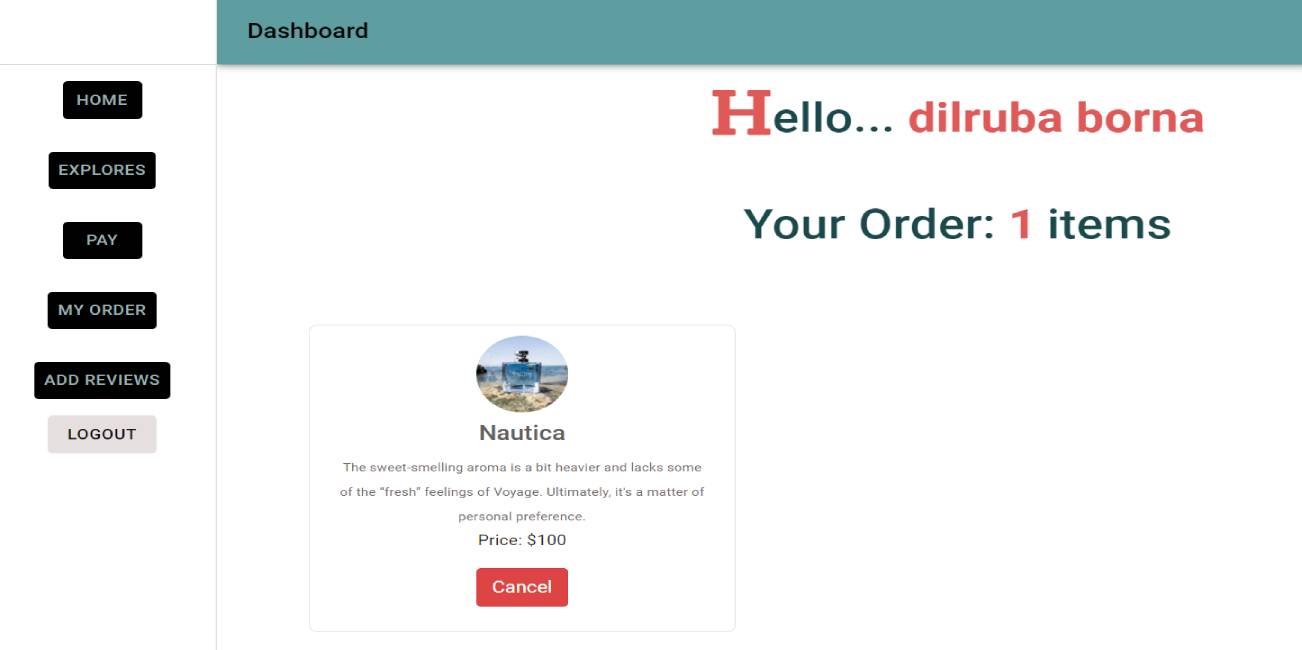 Dashboard
HOME
EXPLORES
PAY
MY ORDER
ADD REVIEWS
LOGOUT
Hello... dilruba borna
Your Order: 1 items
Nautica
The sweet-smelling aroma is a bit heavier and lacks some
of the “fresh” feelings of Voyage. Ultimately, it's a matter of
personal preference.
Price: $100
Cancel